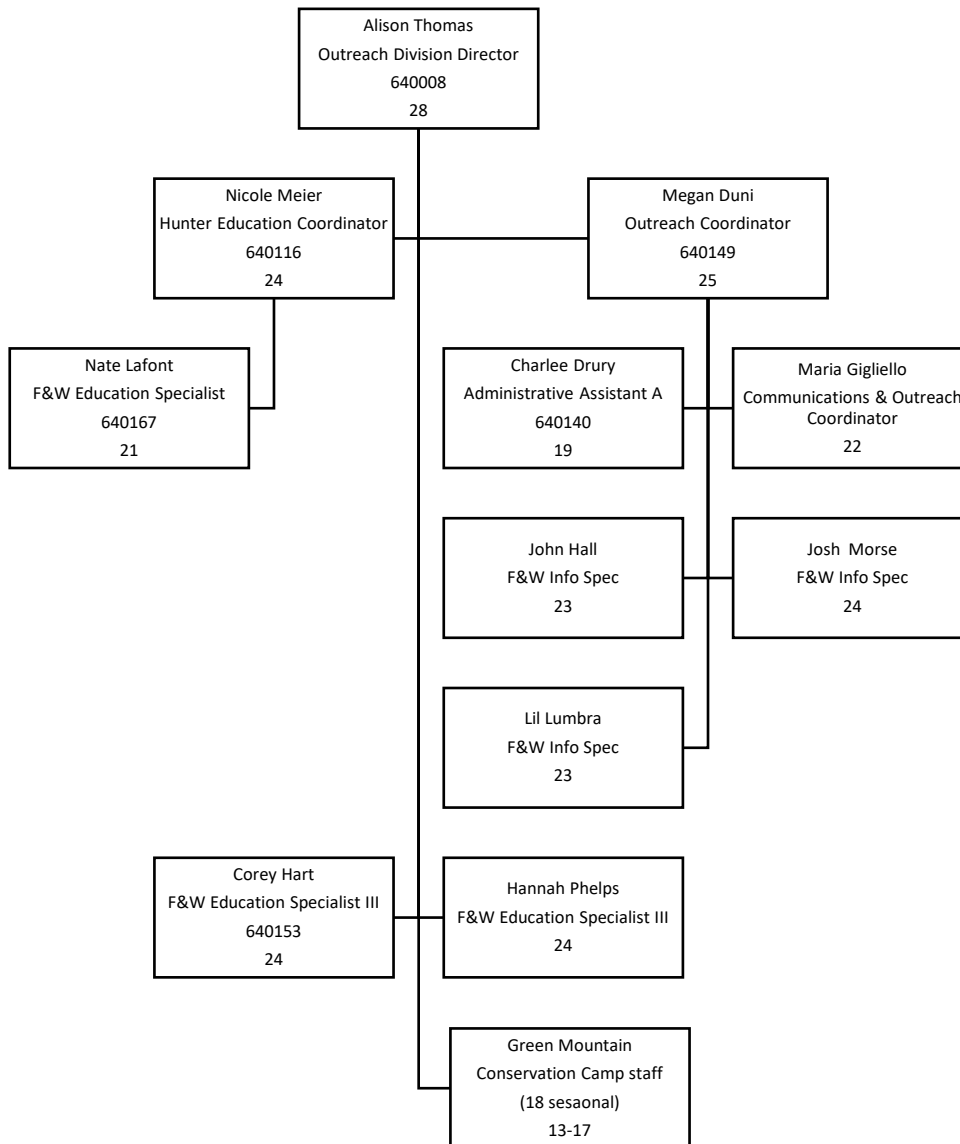 Alison Thomas
Outreach Division Director
640008
28
Nicole Meier
Hunter Education Coordinator
640116
24
Megan Duni
Outreach Coordinator
640149
25
Nate Lafont
F&W Education Specialist
640167
21
Charlee Drury
Administrative Assistant A
640140
19
Maria Gigliello
Communications & Outreach
Coordinator
22
John Hall
F&W Info Spec
23
Josh Morse
F&W Info Spec
24
Lil Lumbra
F&W Info Spec
23
Corey Hart
F&W Education Specialist III
640153
24
Hannah Phelps
F&W Education Specialist III
24
Green Mountain
Conservation Camp staff
(18 sesaonal)
13-17